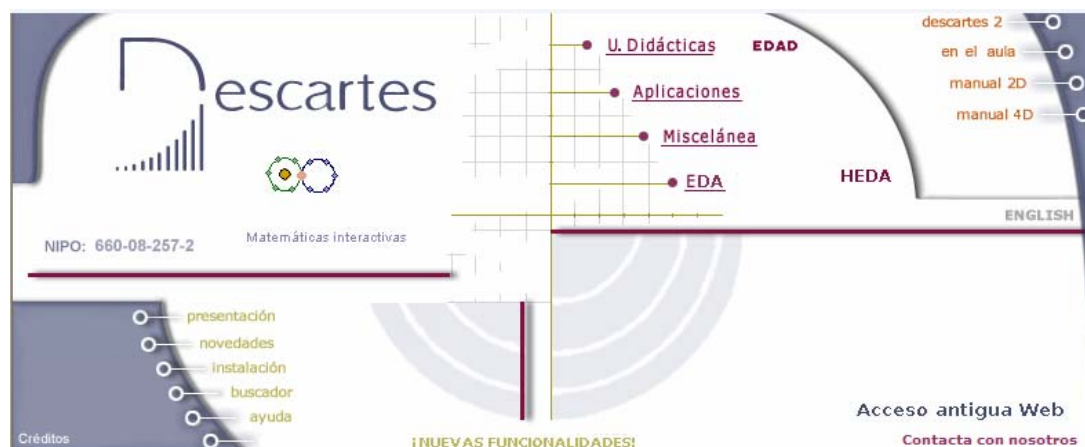 Descartes
Matemáticas interactivas
NIPO: 660-08-257-2
U. Didácticas
EDAD
Aplicaciones
Miscelánea
EDA
HEDA
descartes 2
en el aula
manual 2D
manual 4D
ENGLISH
presentación
novedades
instalación
buscador
ayuda
Créditos
¡NUEVAS FUNCIONALIDADES!
Acceso antigua Web
Contacta con nosotros